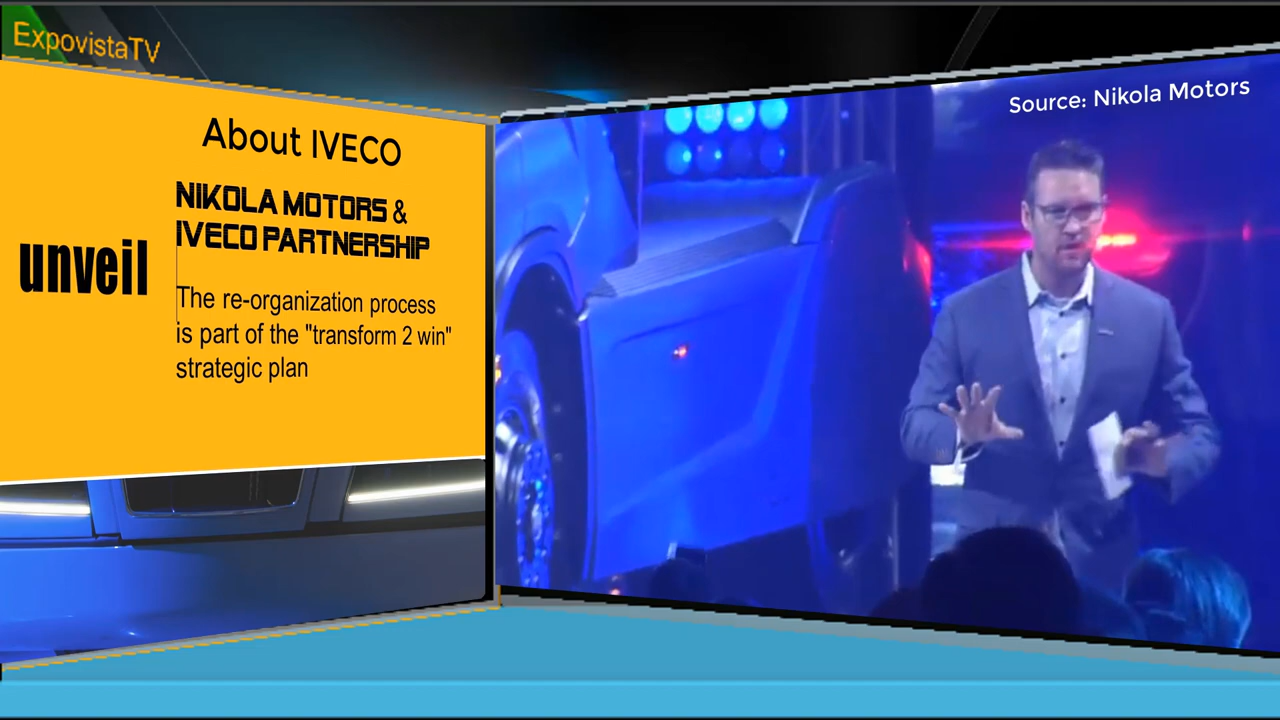 ExpovistaTV
Source: Nikola Motors
About IVECO
NIKOLA MOTORS &
IVECO PARTNERSHIP
unveil
The re-organization process
is part of the "transform 2 win"
strategic plan